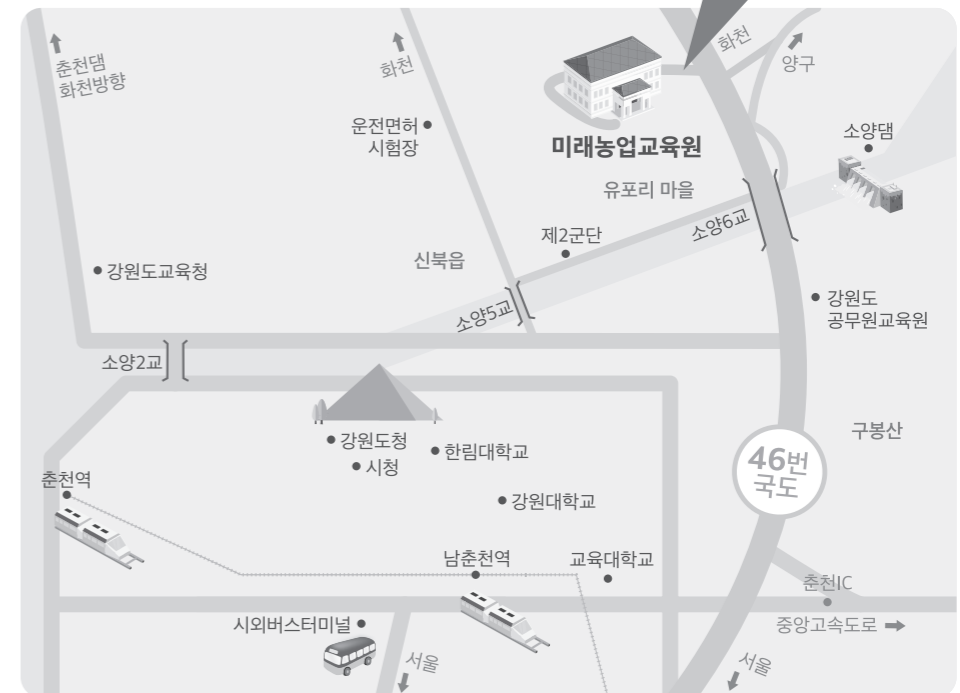 춘천댐
화천방향
화천
화천
양구
운전면허
시험장
미래농업교육원
소양댐
유포리 마을
소양6교
제2군단
신북읍
강원도교육청
소양5교
강원도
공무원교육원
소양2교
강원도청
시청
한림대학교
구봉산
46번
국도
춘천역
강원대학교
남춘천역
교육대학교
춘천IC
시외버스터미널
중앙고속도로
서울
서울